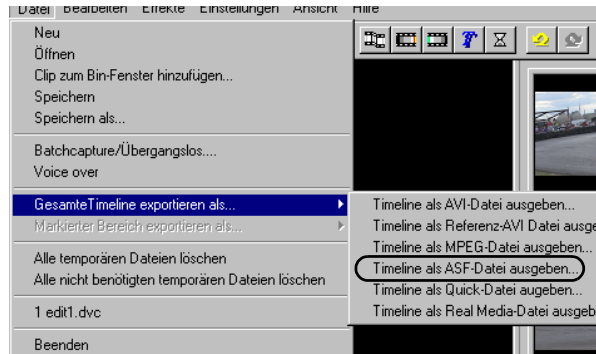 Datei Bearbeiten Effekte Einstellungen Ansicht Hilfe
Neu
Öffnen
Clip zum Bin-Fenster hinzufügen...
Speichern
Speichern als...
Batchcapture/Übergangslos....
Voice over
GesamteTimeline exportieren als...
Markierter Bereich exportieren als...
Alle temporären Dateien löschen
Alle nicht benötigten temporären Dateien löschen
1 edit1.dvc
Beenden
Timeline als AVI-Datei ausgeben...
Timeline als Referenz-AVI Datei ausge
Timeline als MPEG-Datei ausgeben...
Timeline als ASF-Datei ausgeben...
Timeline als Quick-Datei augeben...
Timeline als Real Media-Datei ausgeb